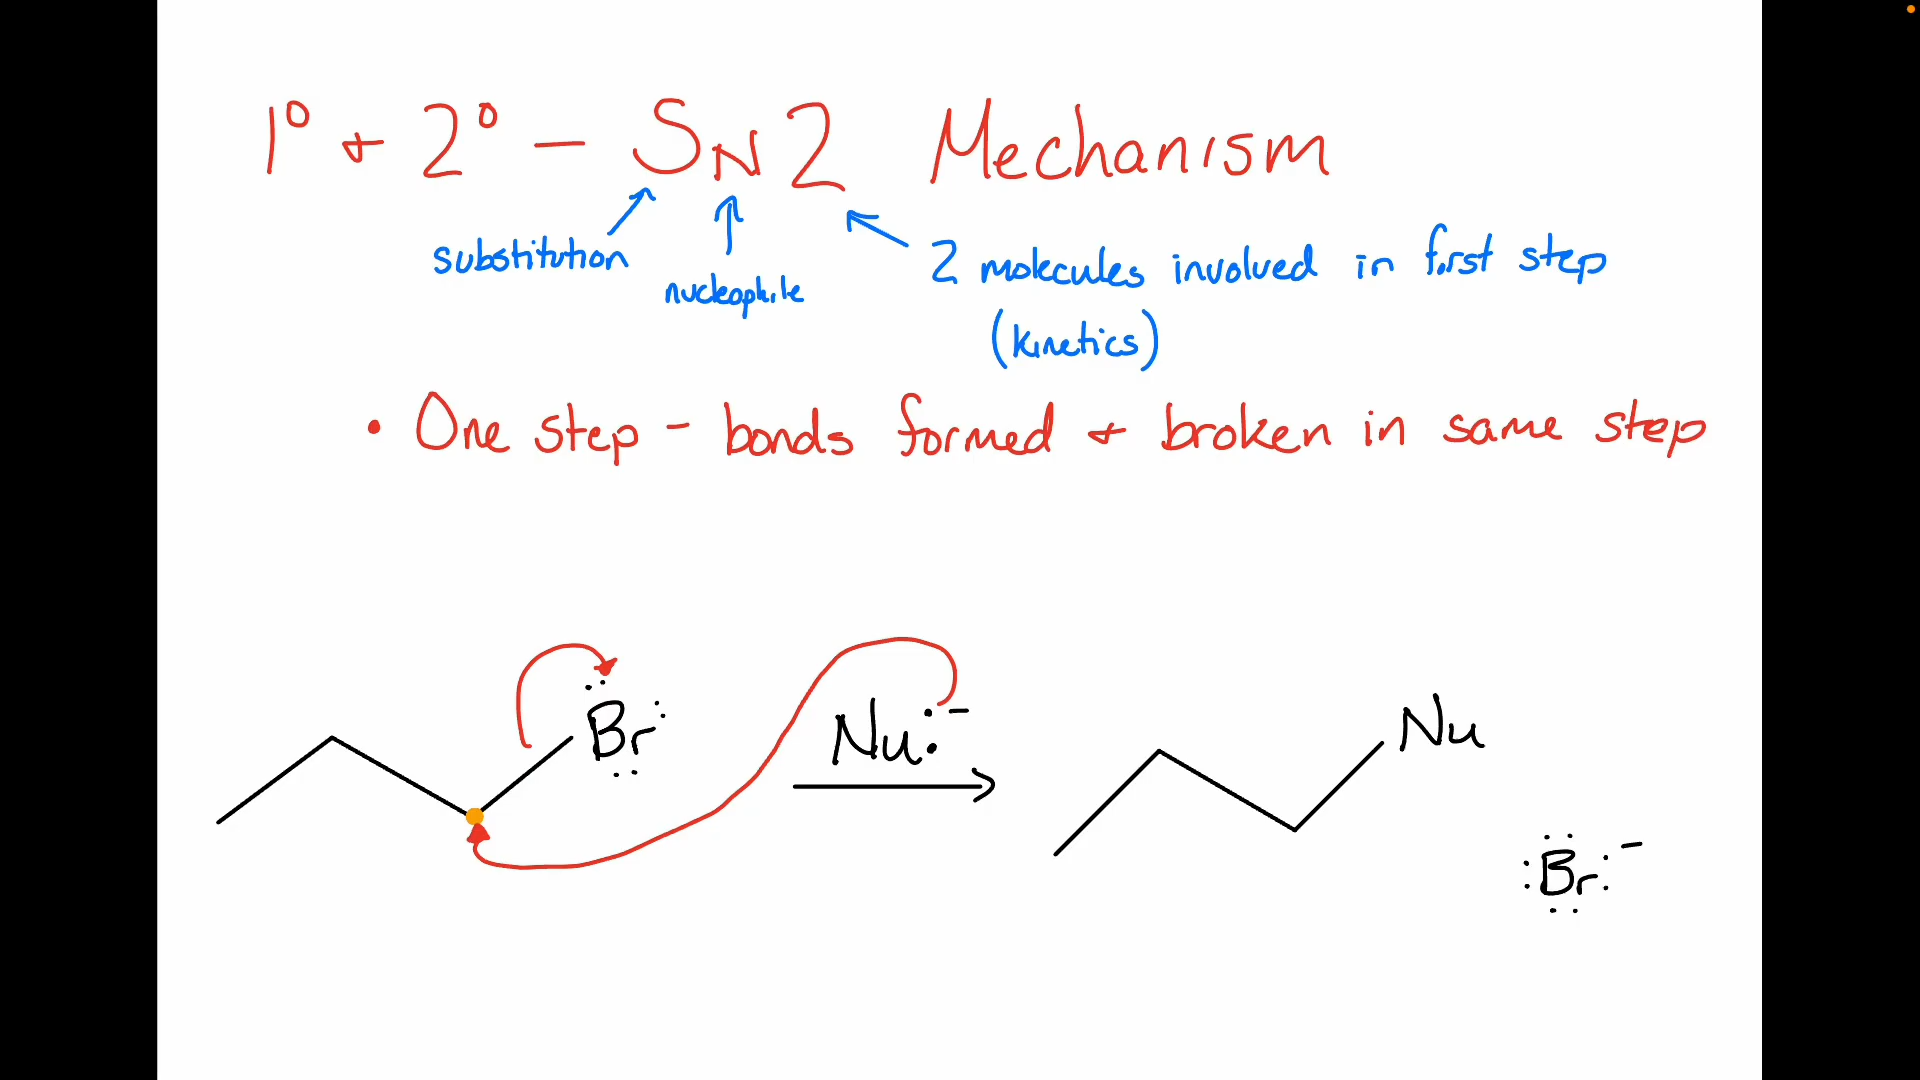 1° + 2° - SN2 Mechanism
substitution
nucleophile
2 molecules involved in first step
(kinetics)
• One step - bonds formed + broken in same step
Br
Nu:⁻
Nu
:Br:⁻